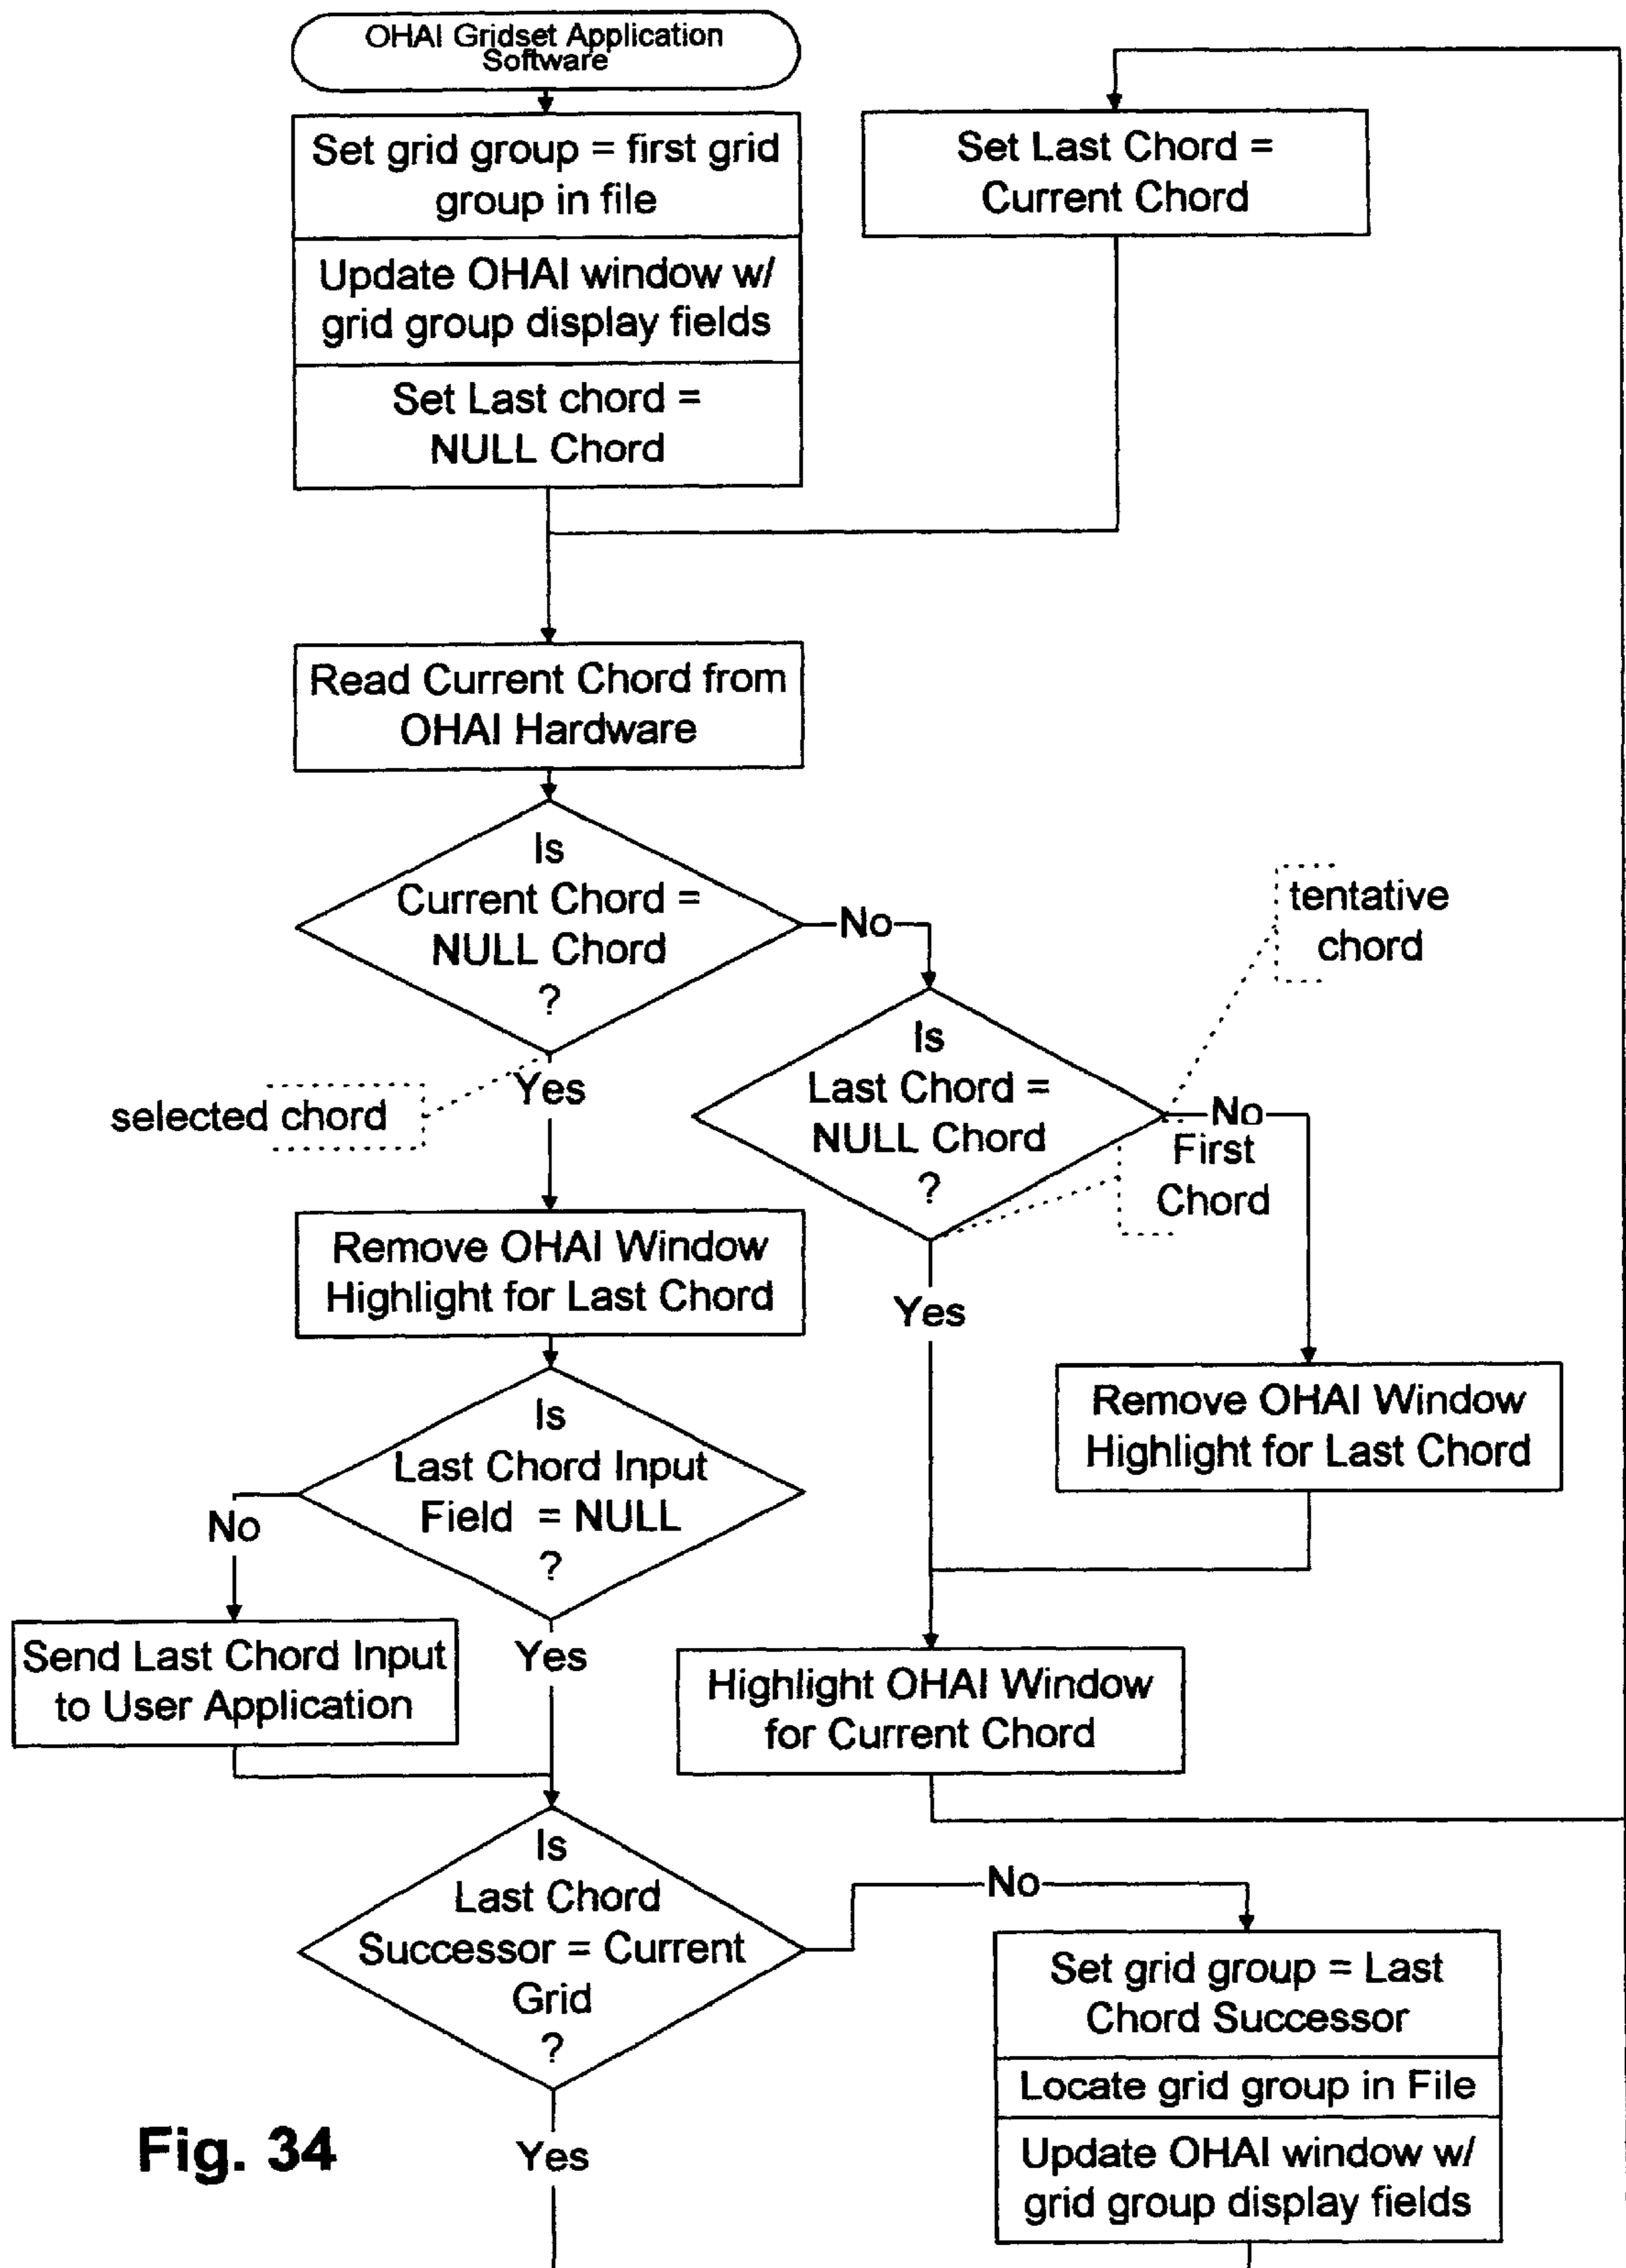 OHAI Gridset Application
Software
Set grid group = first grid
group in file
Update OHAI window w/
grid group display fields
Set Last chord =
NULL Chord
Set Last Chord =
Current Chord
Read Current Chord from
OHAI Hardware
Is
Current Chord =
NULL Chord
?
No
tentative
chord
Is
Last Chord =
NULL Chord
?
No
First
Chord
Yes
selected chord
Remove OHAI Window
Highlight for Last Chord
Yes
Remove OHAI Window
Highlight for Last Chord
Is
Last Chord Input
Field = NULL
?
No
Yes
Send Last Chord Input
to User Application
Highlight OHAI Window
for Current Chord
Is
Last Chord
Successor = Current
Grid
?
No
Set grid group = Last
Chord Successor
Locate grid group in File
Update OHAI window w/
grid group display fields
Yes
Fig. 34